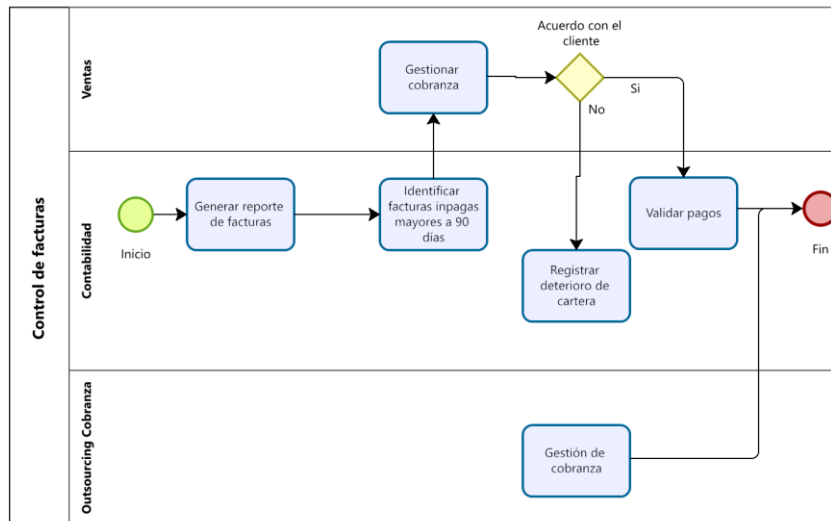 Control de facturas
Ventas
Contabilidad
Outsourcing Cobranza
Acuerdo con el
cliente
Gestionar
cobranza
Si
No
Inicio
Generar reporte
de facturas
Identificar
facturas inpagas
mayores a 90
días
Registrar
deterioro de
cartera
Validar pagos
Fin
Gestión de
cobranza